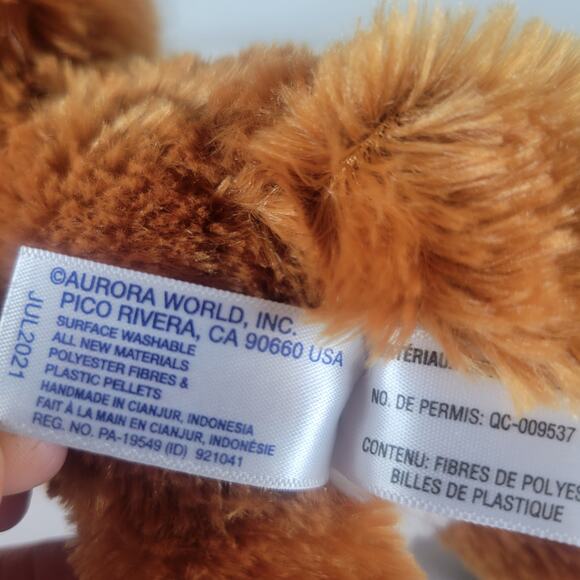 ©AURORA WORLD, INC.
PICO RIVERA, CA 90660 USA
SURFACE WASHABLE
ALL NEW MATERIALS
POLYESTER FIBRES &
PLASTIC PELLETS
HANDMADE IN CIANJUR, INDONESIA
FAIT À LA MAIN EN CIANJUR, INDONÉSIE
REG. NO. PA-19549 (ID) 921041
JUL2021
NO. DE PERMIS: QC-009537
CONTENU: FIBRES DE POLYES
BILLES DE PLASTIQUE